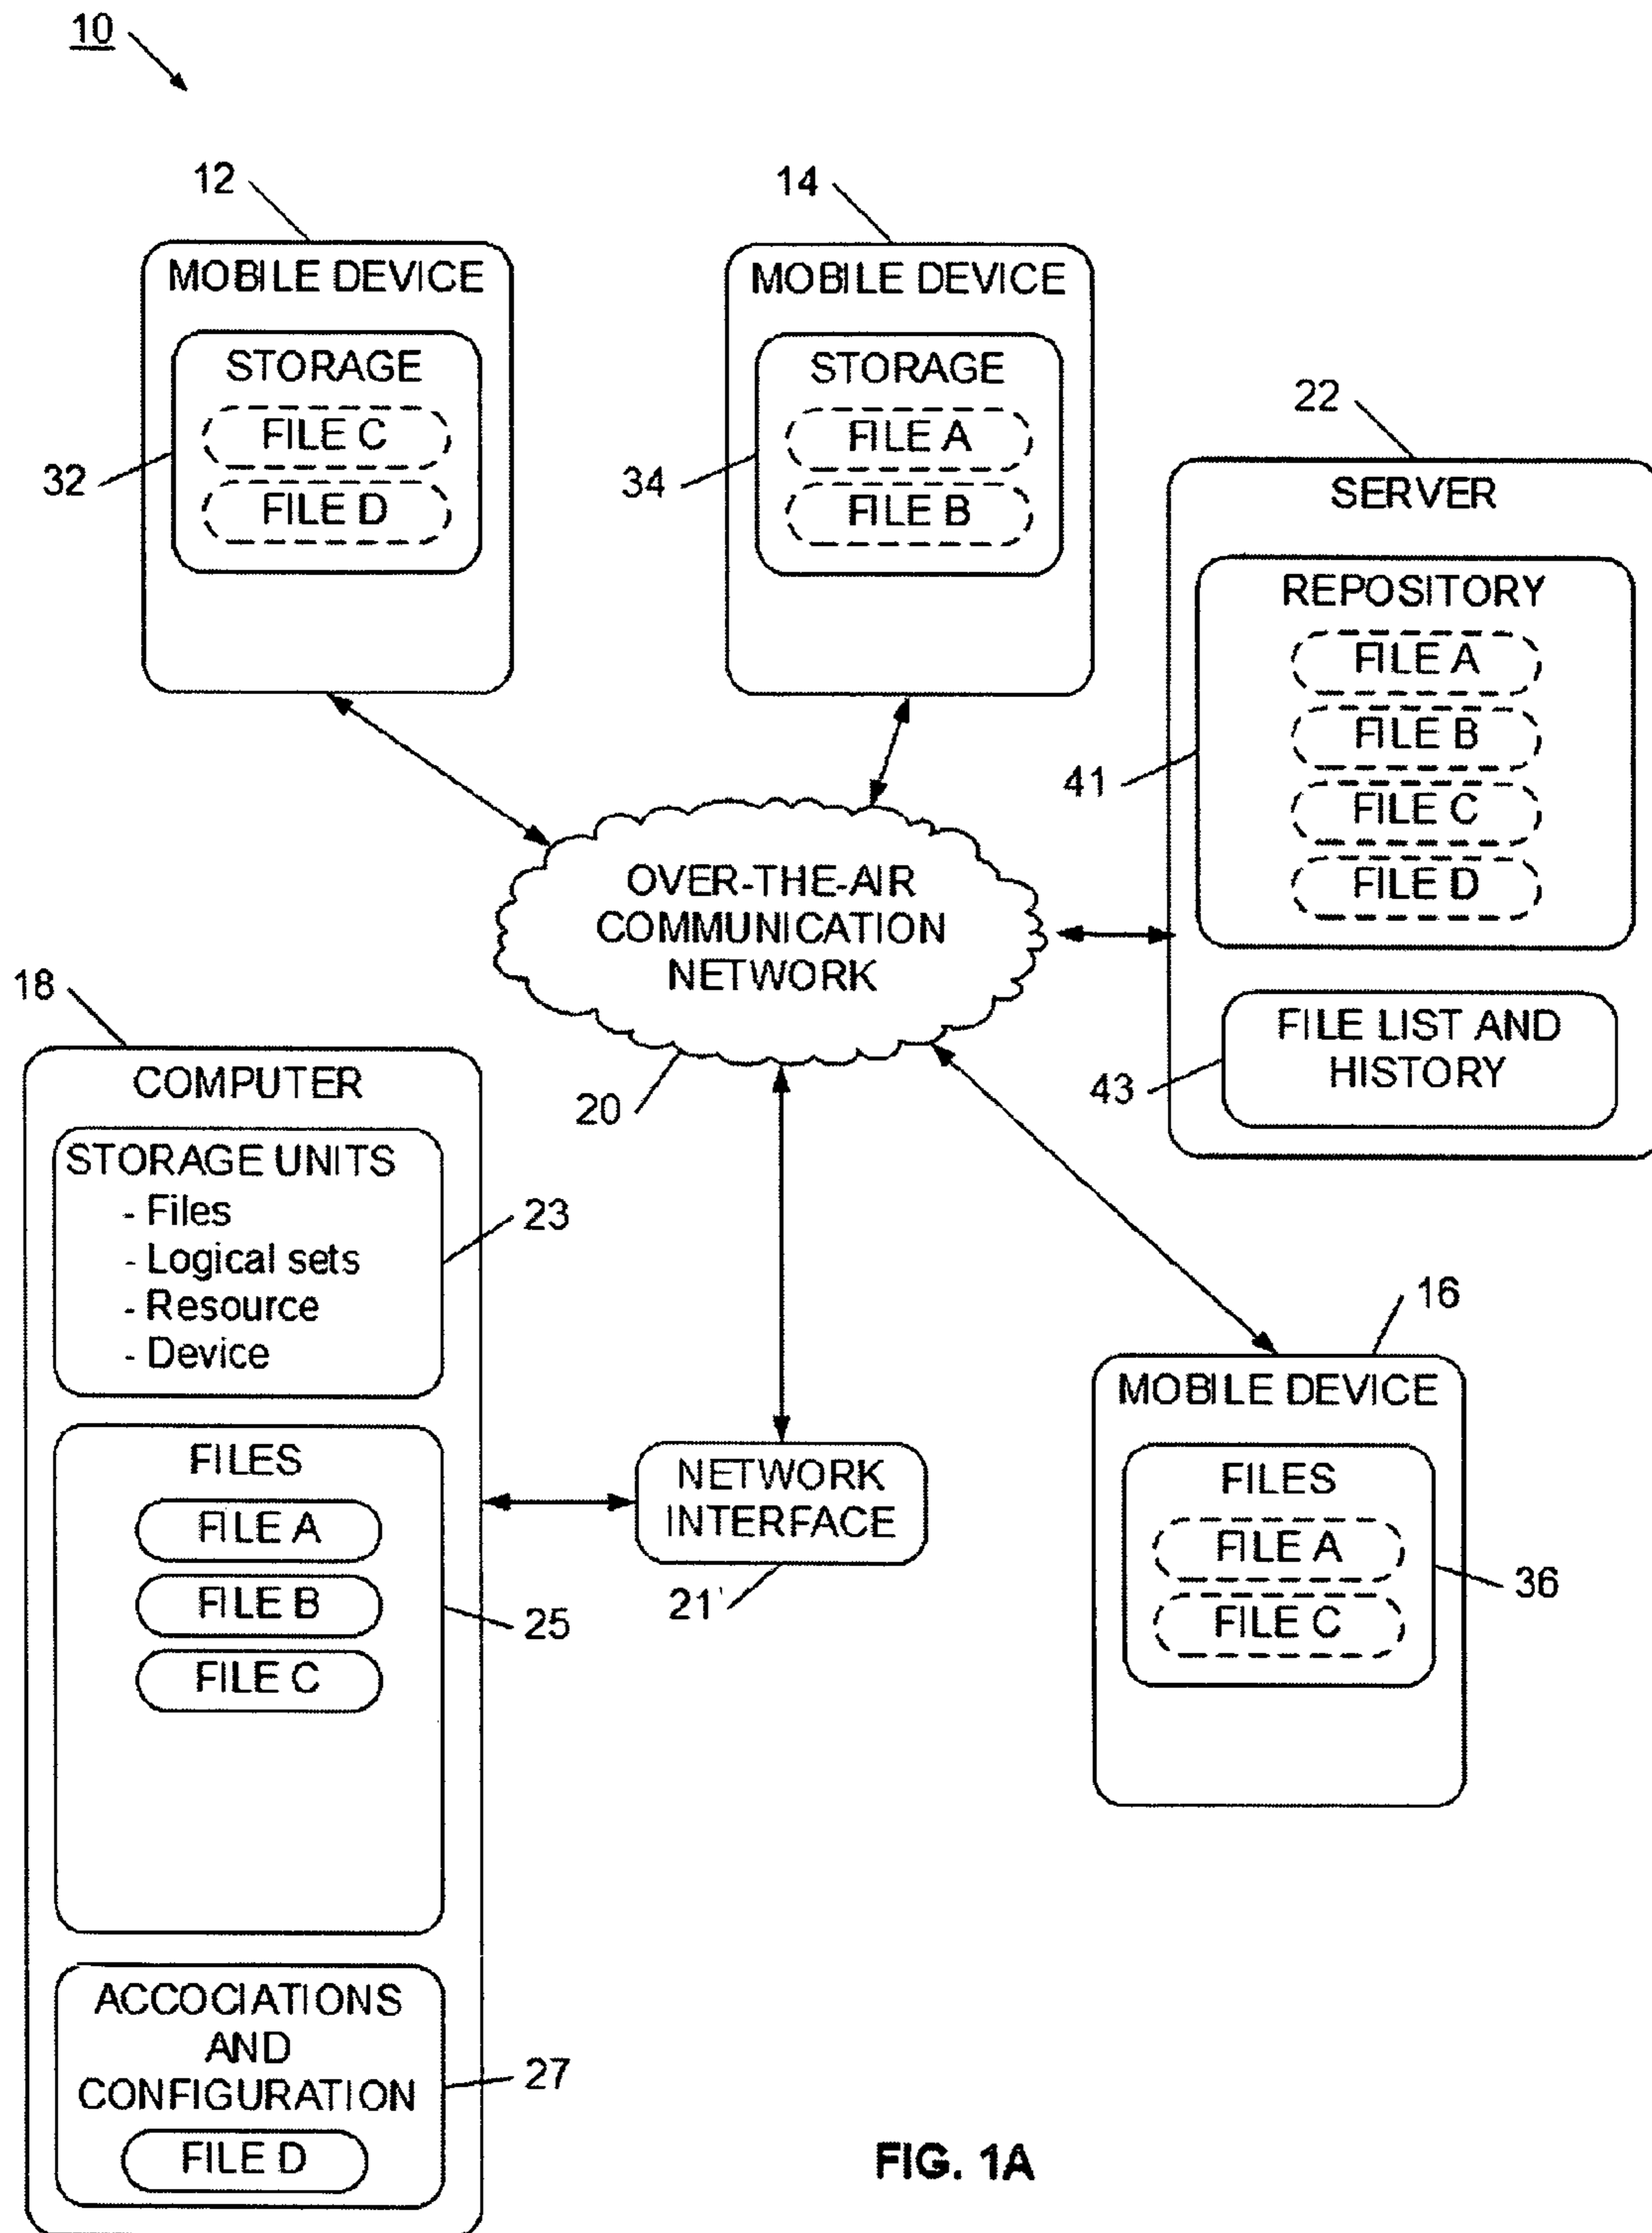 10
12
MOBILE DEVICE
STORAGE
FILE C
FILE D
32
14
MOBILE DEVICE
STORAGE
FILE A
FILE B
34
22
SERVER
REPOSITORY
FILE A
FILE B
FILE C
FILE D
41
FILE LIST AND
HISTORY
43
OVER-THE-AIR
COMMUNICATION
NETWORK
20
18
COMPUTER
STORAGE UNITS
- Files
- Logical sets
- Resource
- Device
23
FILES
FILE A
FILE B
FILE C
25
ACCOCIATIONS
AND
CONFIGURATION
FILE D
27
NETWORK
INTERFACE
21
16
MOBILE DEVICE
FILES
FILE A
FILE C
36
FIG. 1A